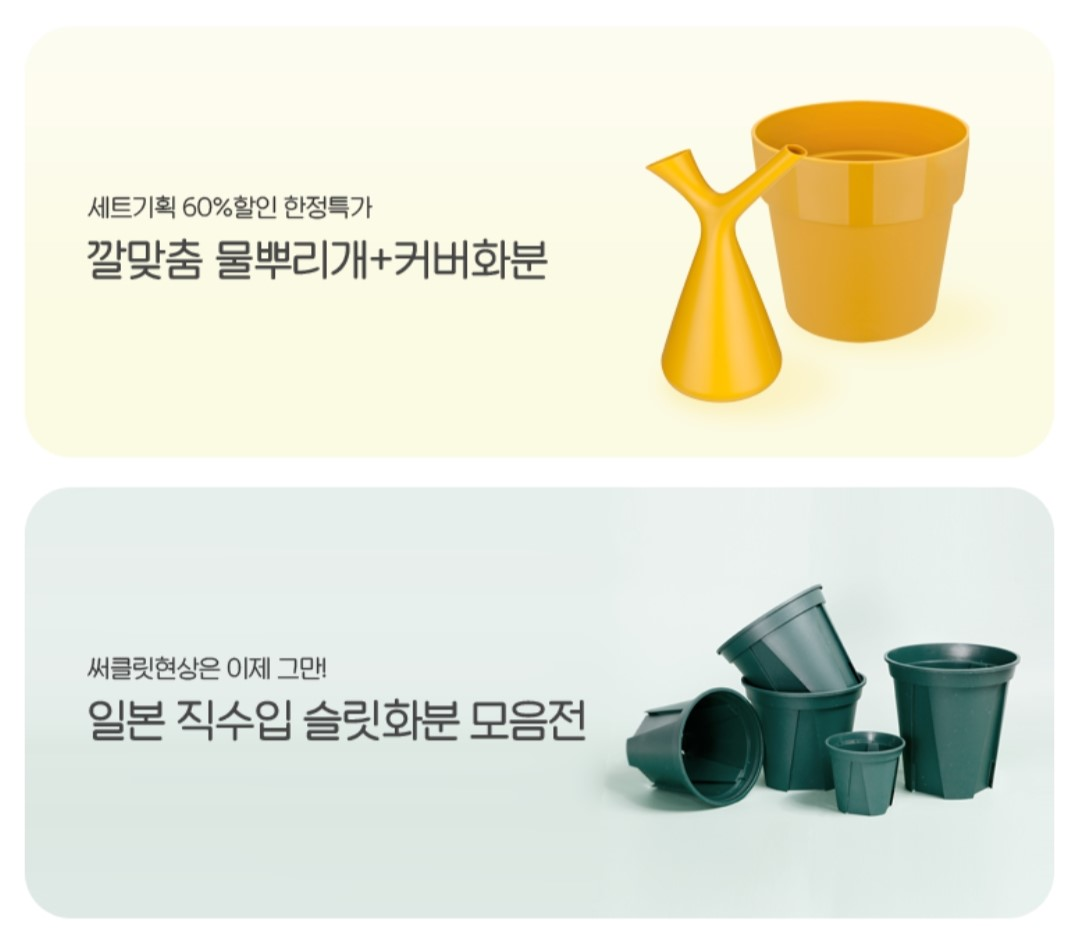 세트기획 60%할인 한정특가
깔맞춤 물뿌리개+커버화분
써클릿현상은 이제 그만!
일본 직수입 슬릿화분 모음전